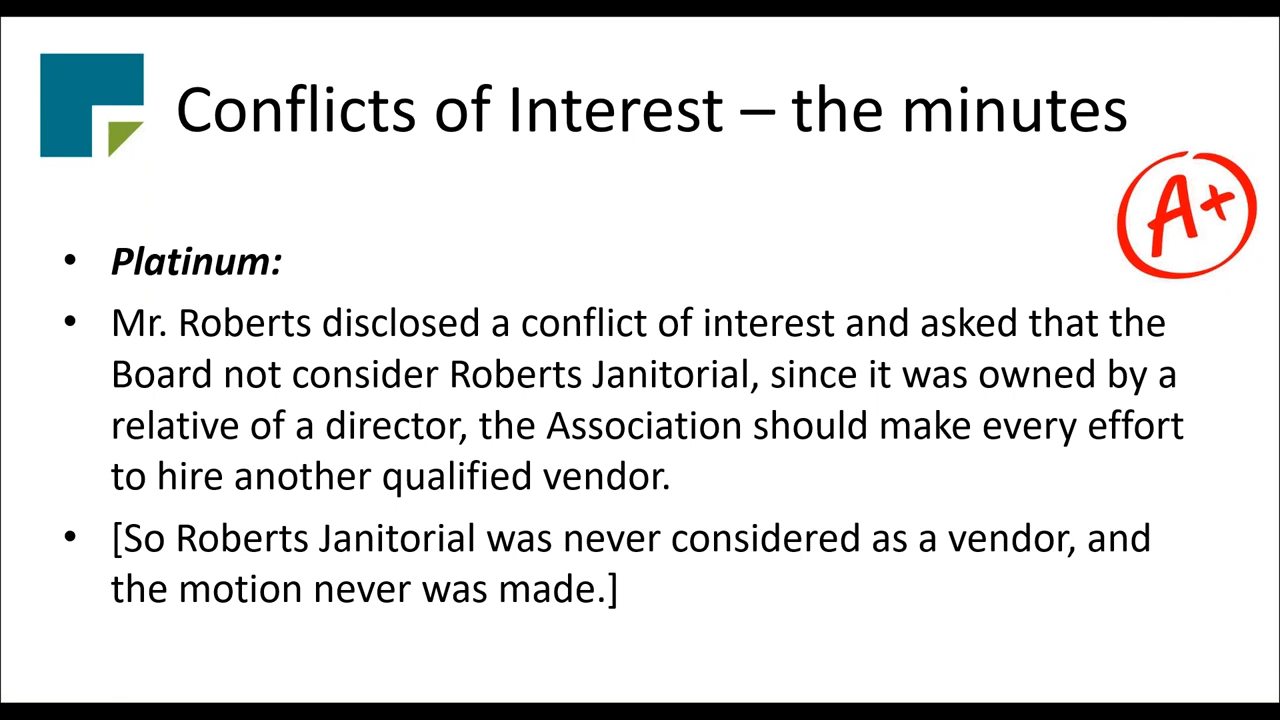 Conflicts of Interest – the minutes
A+
• Platinum:
• Mr. Roberts disclosed a conflict of interest and asked that the
Board not consider Roberts Janitorial, since it was owned by a
relative of a director, the Association should make every effort
to hire another qualified vendor.
• [So Roberts Janitorial was never considered as a vendor, and
the motion never was made.]